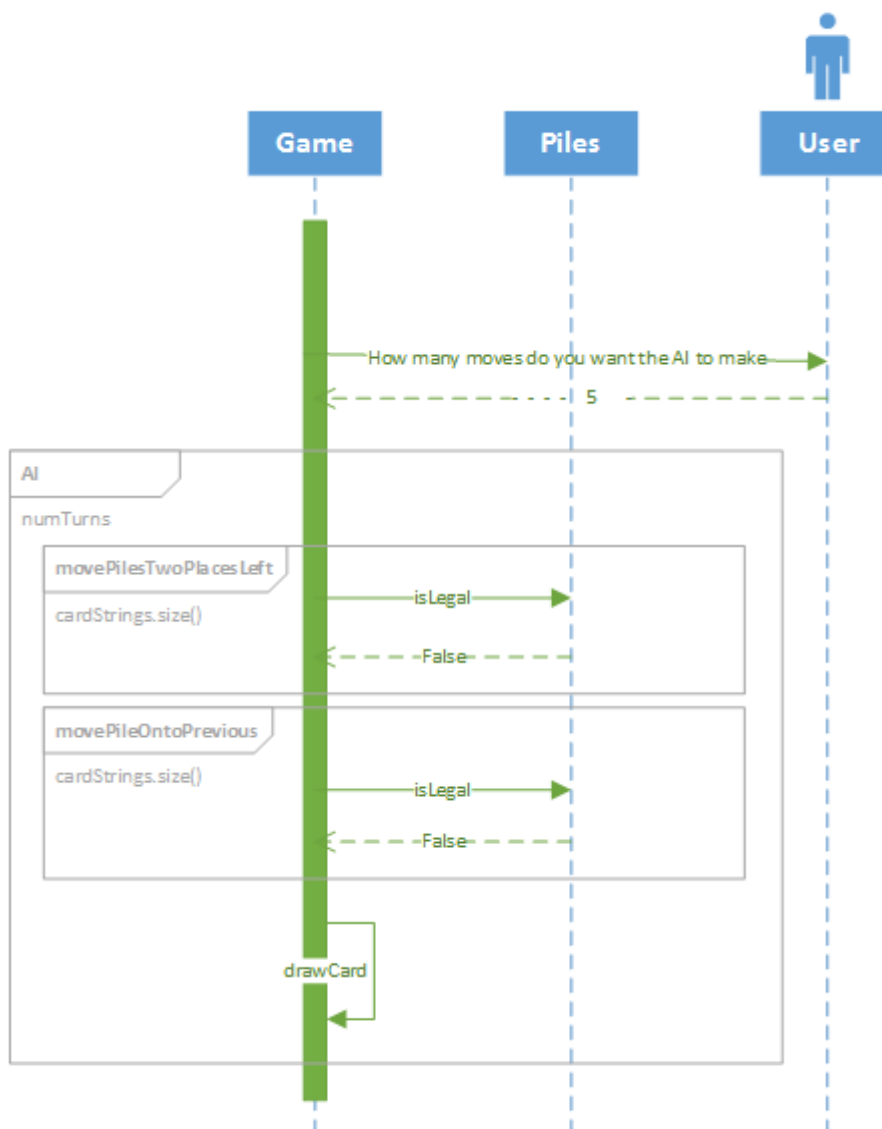 Game
Piles
User
How many moves do you want the AI to make
5
AI
numTurns
movePilesTwoPlacesLeft
cardStrings.size()
isLegal
False
movePileOntoPrevious
cardStrings.size()
isLegal
False
drawCard